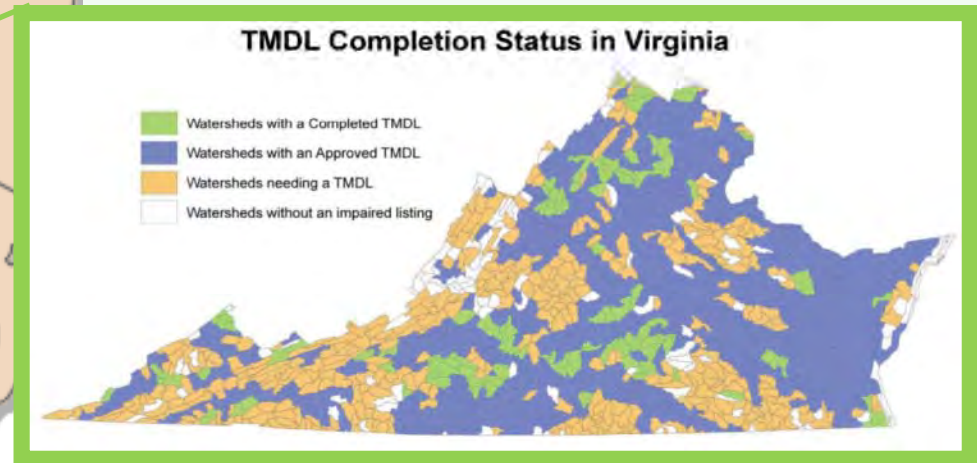 TMDL Completion Status in Virginia
Watersheds with a Completed TMDL
Watersheds with an Approved TMDL
Watersheds needing a TMDL
Watersheds without an impaired listing